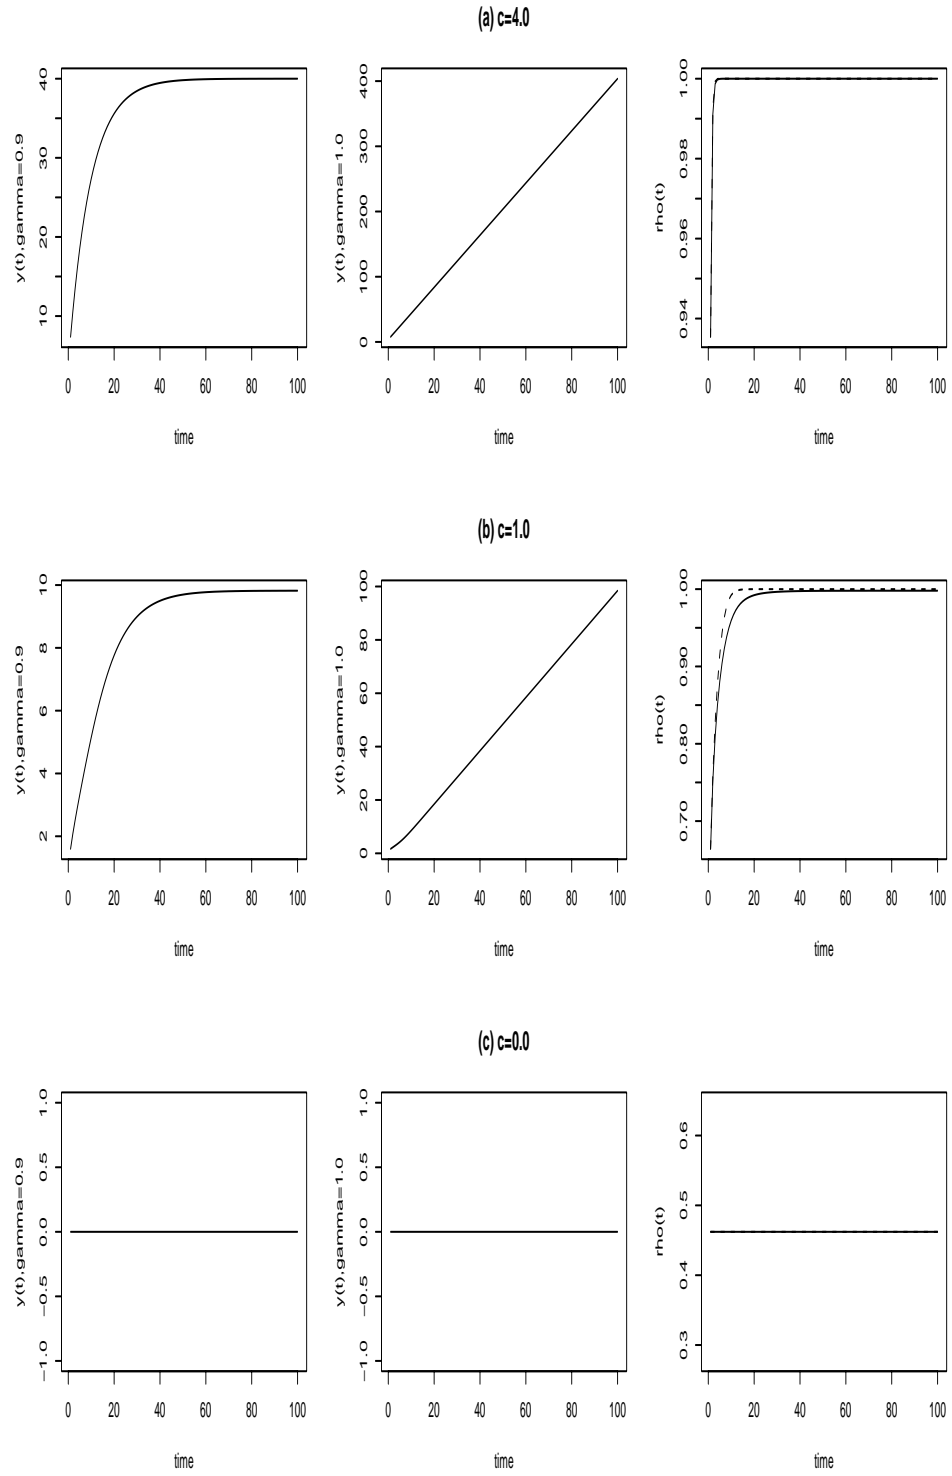 (a) c=4.0
y(t),gamma=0.9
10 20 30 40
0 20 40 60 80 100
time
y(t),gamma=1.0
0 100 200 300 400
0 20 40 60 80 100
time
rho(t)
0.94 0.96 0.98 1.00
0 20 40 60 80 100
time
(b) c=1.0
y(t),gamma=0.9
2 4 6 8 10
0 20 40 60 80 100
time
y(t),gamma=1.0
0 20 40 60 80 100
0 20 40 60 80 100
time
rho(t)
0.70 0.80 0.90 1.00
0 20 40 60 80 100
time
(c) c=0.0
y(t),gamma=0.9
−1.0 −0.5 0.0 0.5 1.0
0 20 40 60 80 100
time
y(t),gamma=1.0
−1.0 −0.5 0.0 0.5 1.0
0 20 40 60 80 100
time
rho(t)
0.3 0.4 0.5 0.6
0 20 40 60 80 100
time